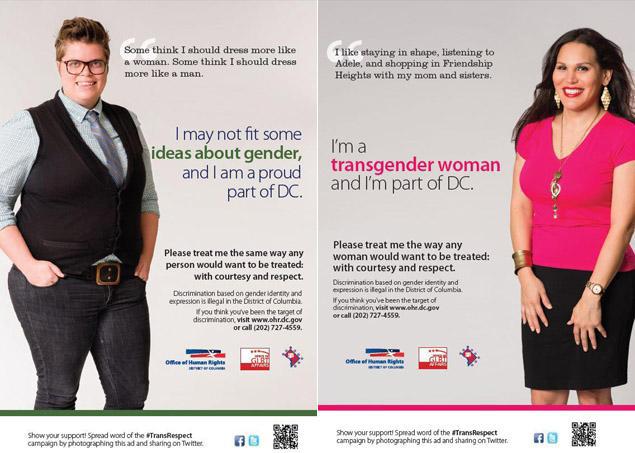 Some think I should dress more like
a woman. Some think I should dress
more like a man.
I may not fit some
ideas about gender,
and I am a proud
part of DC.
Please treat me the same way any
person would want to be treated:
with courtesy and respect.
Discrimination based on gender identity and
expression is illegal in the District of Columbia.
If you think you've been the target of
discrimination, visit www.ohr.dc.gov
or call (202) 727-4559.
Office of Human Rights
DISTRICT OF COLUMBIA
GLBT
AFFAIRS
Show your support! Spread word of the #TransRespect
campaign by photographing this ad and sharing on Twitter.
I like staying in shape, listening to
Adele, and shopping in Friendship
Heights with my mom and sisters.
I'm a
transgender woman
and I'm part of DC.
Please treat me the way any
woman would want to be treated:
with courtesy and respect.
Discrimination based on gender identity and
expression is illegal in the District of Columbia.
If you think you've been the target of
discrimination, visit www.ohr.dc.gov
or call (202) 727-4559.
Office of Human Rights
DISTRICT OF COLUMBIA
GLBT
AFFAIRS
Show your support! Spread word of the #TransRespect
campaign by photographing this ad and sharing on Twitter.